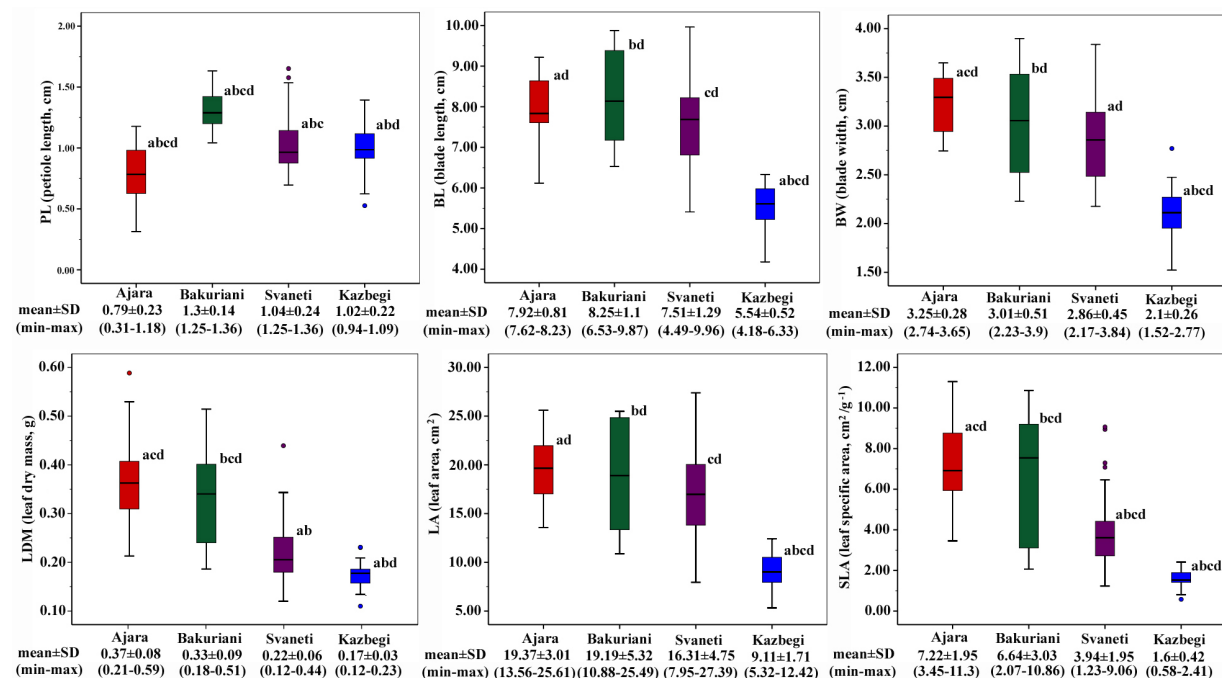 2.00
1.50
1.00
0.50
0.00
PL (petiole length, cm)
abcd
abcd
abc
abd
Ajara Bakuriani Svaneti Kazbegi
mean±SD 0.79±0.23 1.3±0.14 1.04±0.24 1.02±0.22
(min-max) (0.31-1.18) (1.25-1.36) (1.25-1.36) (0.94-1.09)
10.00
9.00
8.00
7.00
6.00
5.00
4.00
BL (blade length, cm)
ad
bd
cd
abcd
Ajara Bakuriani Svaneti Kazbegi
mean±SD 7.92±0.81 8.25±1.1 7.51±1.29 5.54±0.52
(min-max) (7.62-8.23) (6.53-9.87) (4.49-9.96) (4.18-6.33)
4.00
3.50
3.00
2.50
2.00
1.50
BW (blade width, cm)
acd
bd
ad
abcd
Ajara Bakuriani Svaneti Kazbegi
mean±SD 3.25±0.28 3.01±0.51 2.86±0.45 2.1±0.26
(min-max) (2.74-3.65) (2.23-3.9) (2.17-3.84) (1.52-2.77)
0.60
0.50
0.40
0.30
0.20
0.10
LDM (leaf dry mass, g)
acd
bcd
ab
abd
Ajara Bakuriani Svaneti Kazbegi
mean±SD 0.37±0.08 0.33±0.09 0.22±0.06 0.17±0.03
(min-max) (0.21-0.59) (0.18-0.51) (0.12-0.44) (0.12-0.23)
30.00
25.00
20.00
15.00
10.00
5.00
LA (leaf area, cm²)
ad
bd
cd
abcd
Ajara Bakuriani Svaneti Kazbegi
mean±SD 19.37±3.01 19.19±5.32 16.31±4.75 9.11±1.71
(min-max) (13.56-25.61) (10.88-25.49) (7.95-27.39) (5.32-12.42)
12.00
10.00
8.00
6.00
4.00
2.00
0.00
SLA (leaf specific area, cm²/g⁻¹)
acd
bcd
abcd
abcd
Ajara Bakuriani Svaneti Kazbegi
mean±SD 7.22±1.95 6.64±3.03 3.94±1.95 1.6±0.42
(min-max) (3.45-11.3) (2.07-10.86) (1.23-9.06) (0.58-2.41)